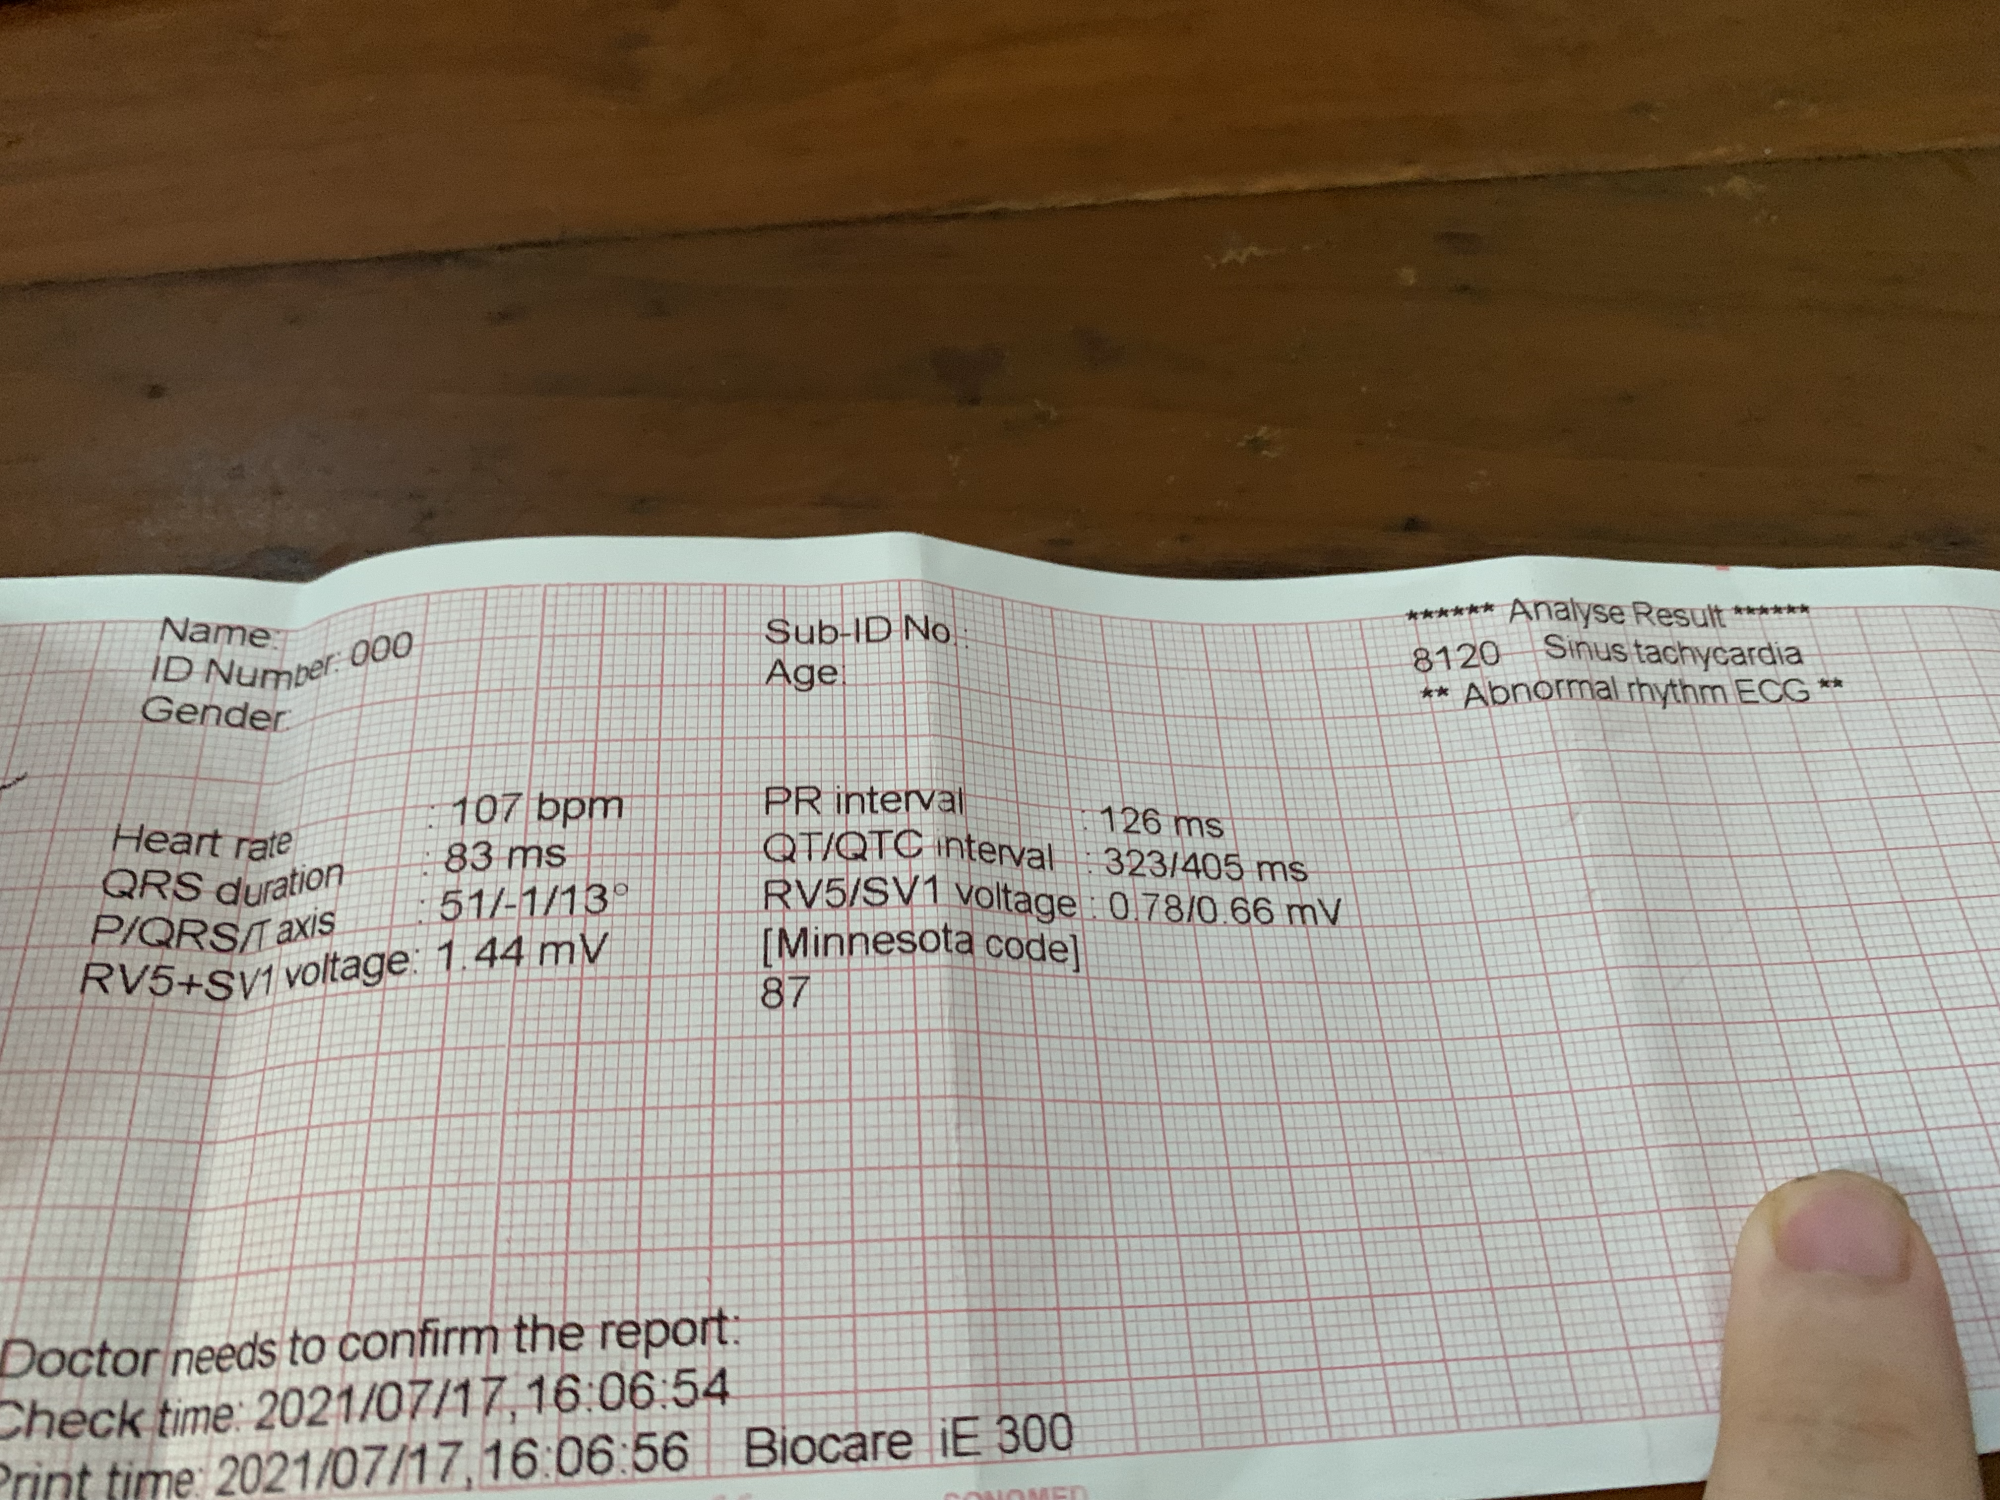 Name:
ID Number: 000
Gender:
Sub-ID No.:
Age:
****** Analyse Result ******
8120 Sinus tachycardia
** Abnormal rhythm ECG **
Heart rate : 107 bpm
QRS duration : 83 ms
P/QRS/T axis : 51/-1/13°
RV5+SV1 voltage: 1.44 mV
PR interval : 126 ms
QT/QTC interval : 323/405 ms
RV5/SV1 voltage : 0.78/0.66 mV
[Minnesota code]
87
Doctor needs to confirm the report:
Check time: 2021/07/17,16:06:54
Print time: 2021/07/17,16:06:56 Biocare iE 300